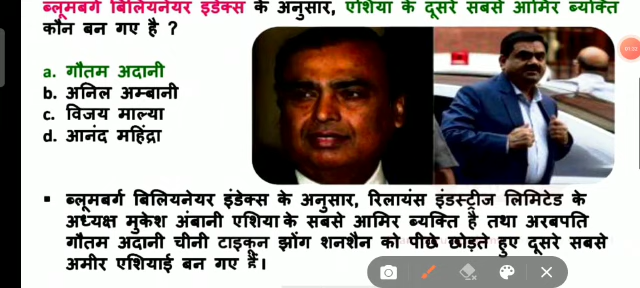 ब्लूमबर्ग बिलियनेयर इंडेक्स के अनुसार, एशिया के दूसरे सबसे आमिर ब्यक्ति
कौन बन गए है ?
a. गौतम अदानी
b. अनिल अम्बानी
c. विजय माल्या
d. आनंद महिंद्रा
▪ ब्लूमबर्ग बिलियनेयर इंडेक्स के अनुसार, रिलायंस इंडस्ट्रीज लिमिटेड के
अध्यक्ष मुकेश अंबानी एशिया के सबसे आमिर ब्यक्ति है तथा अरबपति
गौतम अदानी चीनी टाइकून झोंग शनशैन को पीछे छोड़ते हुए दूसरे सबसे
अमीर एशियाई बन गए हैं।